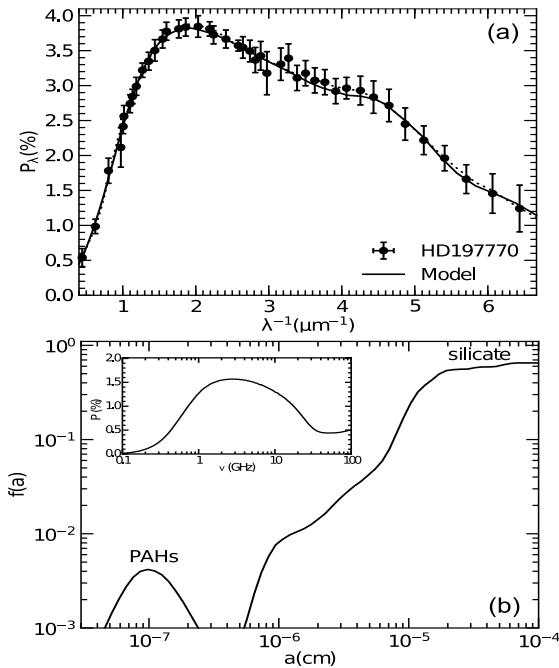 4.0
3.5
3.0
2.5
2.0
1.5
1.0
0.5
0.0
P_λ(%)
(a)
HD197770
Model
1 2 3 4 5 6
λ⁻¹(μm⁻¹)
10⁰
10⁻¹
10⁻²
10⁻³
f(a)
silicate
2.0
1.5
1.0
0.5
0.0
P(%)
0.1 1 10 100
ν (GHz)
PAHs
(b)
10⁻⁷ 10⁻⁶ 10⁻⁵ 10⁻⁴
a(cm)